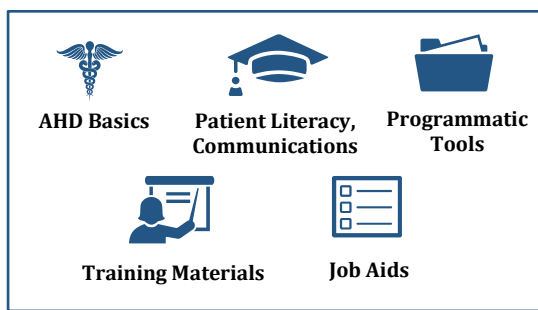 AHD Basics
Patient Literacy,
Communications
Programmatic
Tools
Training Materials
Job Aids